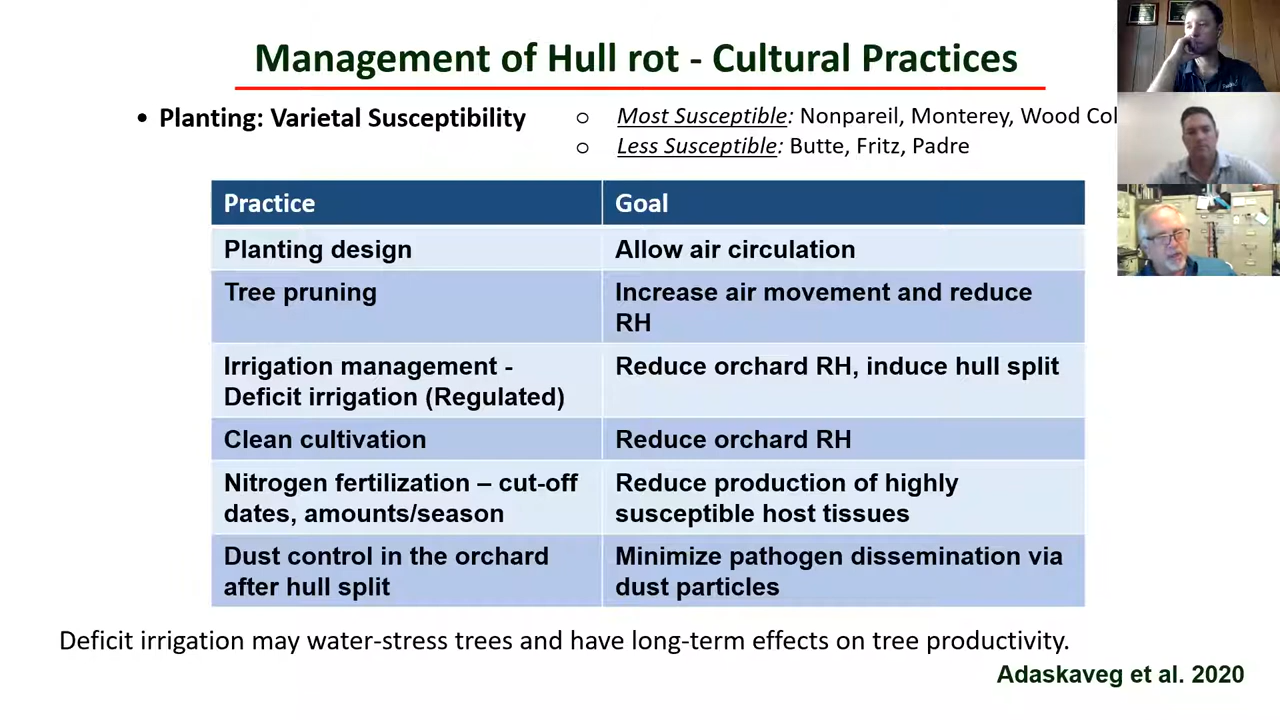 Management of Hull rot - Cultural Practices
• Planting: Varietal Susceptibility
○ Most Susceptible: Nonpareil, Monterey, Wood Col
○ Less Susceptible: Butte, Fritz, Padre
Practice
Goal
Planting design
Allow air circulation
Tree pruning
Increase air movement and reduce
RH
Irrigation management -
Deficit irrigation (Regulated)
Reduce orchard RH, induce hull split
Clean cultivation
Reduce orchard RH
Nitrogen fertilization – cut-off
dates, amounts/season
Reduce production of highly
susceptible host tissues
Dust control in the orchard
after hull split
Minimize pathogen dissemination via
dust particles
Deficit irrigation may water-stress trees and have long-term effects on tree productivity.
Adaskaveg et al. 2020